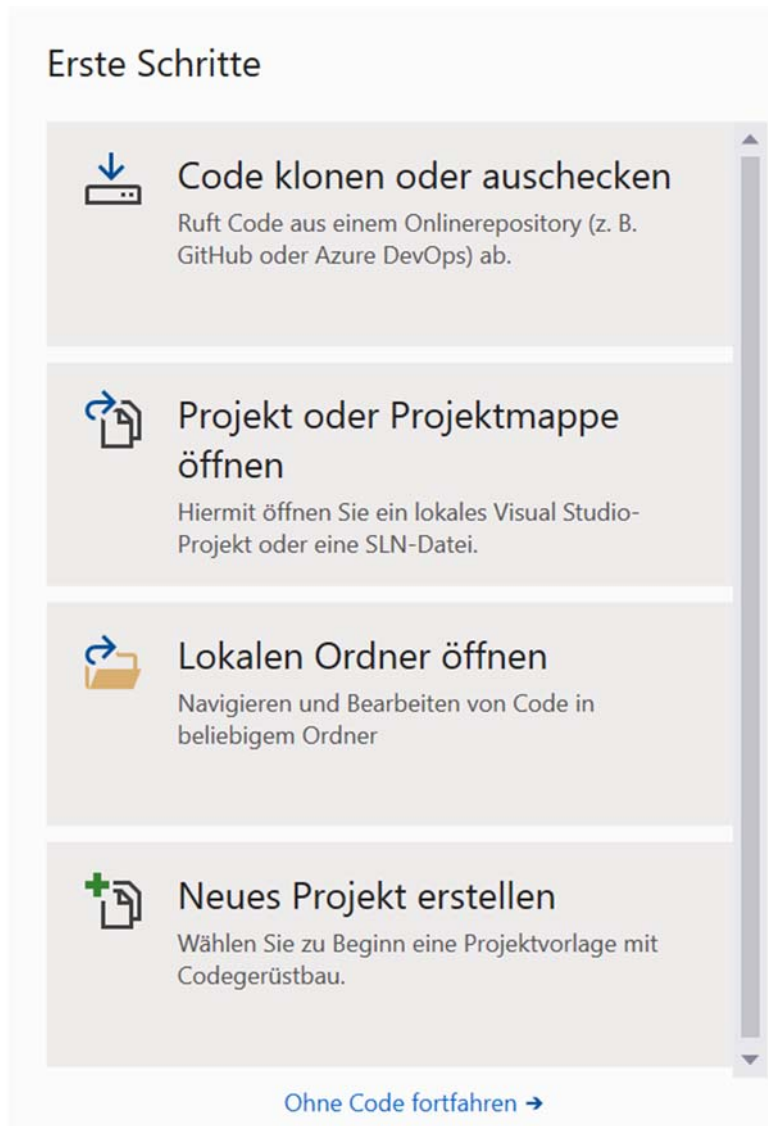 Erste Schritte
Code klonen oder auschecken
Ruft Code aus einem Onlinerepository (z. B.
GitHub oder Azure DevOps) ab.
Projekt oder Projektmappe
öffnen
Hiermit öffnen Sie ein lokales Visual Studio-
Projekt oder eine SLN-Datei.
Lokalen Ordner öffnen
Navigieren und Bearbeiten von Code in
beliebigem Ordner
Neues Projekt erstellen
Wählen Sie zu Beginn eine Projektvorlage mit
Codegerüstbau.
Ohne Code fortfahren →